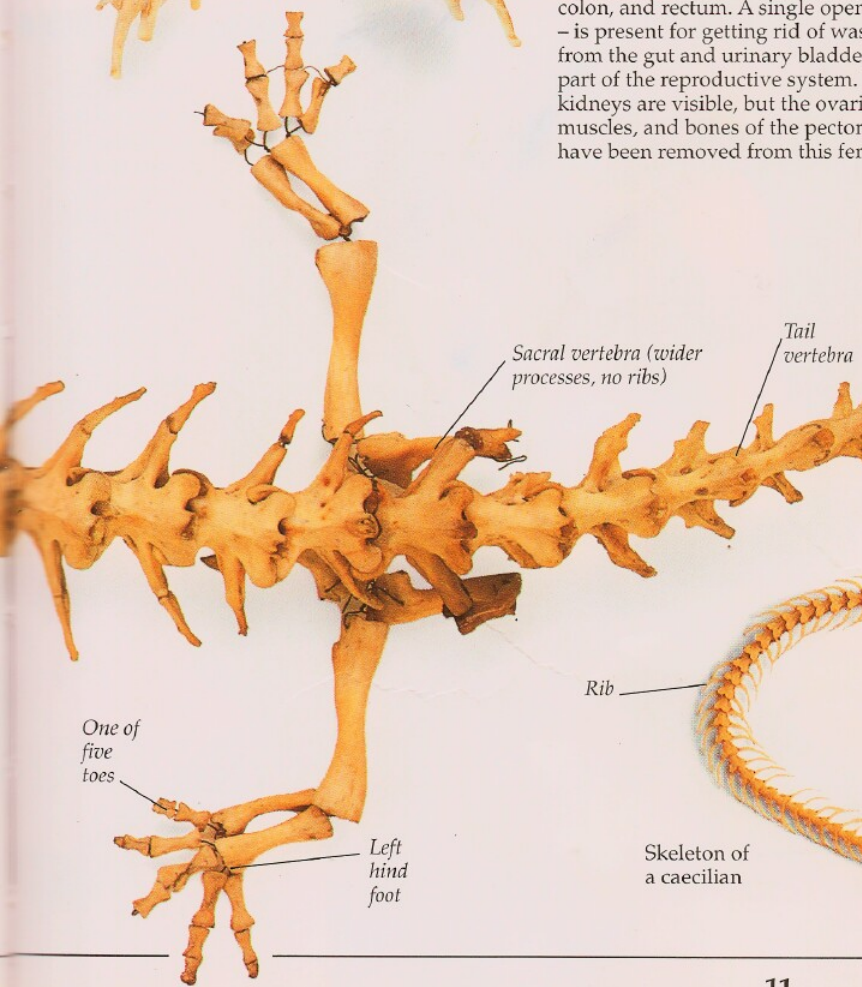 colon, and rectum. A single oper
– is present for getting rid of was
from the gut and urinary bladde
part of the reproductive system.
kidneys are visible, but the ovari
muscles, and bones of the pector
have been removed from this fer
Sacral vertebra (wider
processes, no ribs)
Tail
vertebra
Rib
One of
five
toes
Left
hind
foot
Skeleton of
a caecilian
11